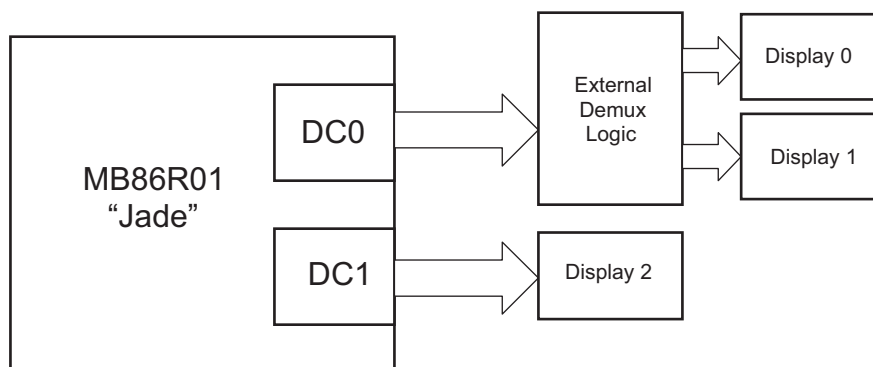 MB86R01
“Jade”
DC0
DC1
External
Demux
Logic
Display 0
Display 1
Display 2